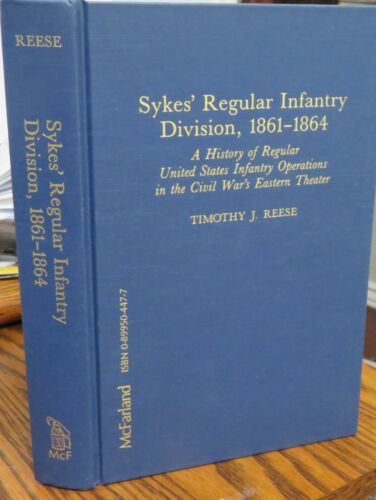 REESE
Sykes' Regular Infantry
Division, 1861–1864
McF
Sykes' Regular Infantry
Division, 1861–1864
A History of Regular
United States Infantry Operations
in the Civil War's Eastern Theater
TIMOTHY J. REESE
McFarland
ISBN 0-89950-447-7